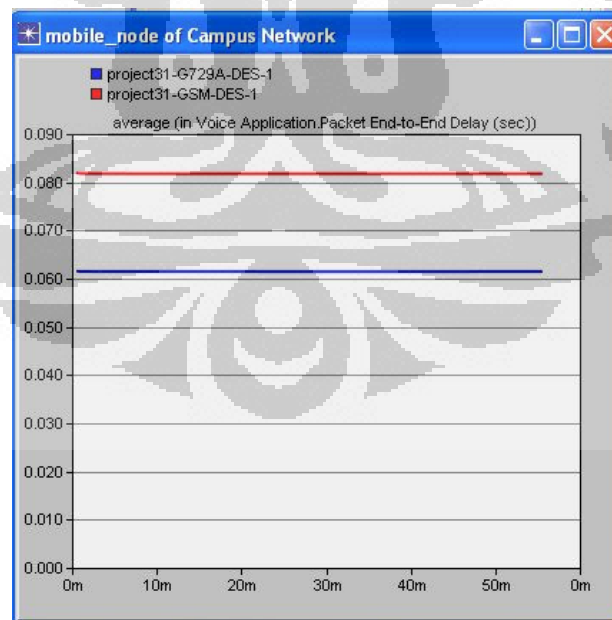 mobile_node of Campus Network
project31-G729A-DES-1
project31-GSM-DES-1
average (in Voice Application.Packet End-to-End Delay (sec))
0.090
0.080
0.070
0.060
0.050
0.040
0.030
0.020
0.010
0.000
0m 10m 20m 30m 40m 50m 0m